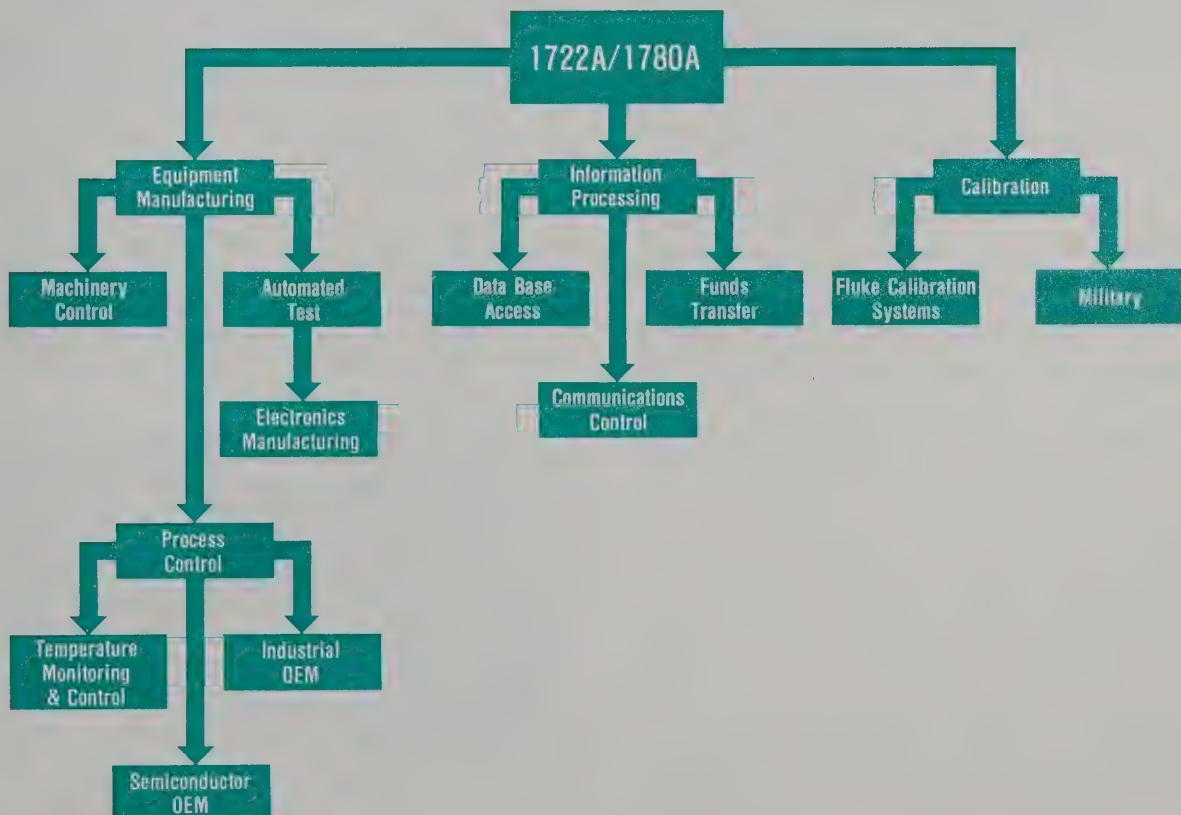 1722A/1780A
Equipment
Manufacturing
Information
Processing
Calibration
Machinery
Control
Automated
Test
Data Base
Access
Funds
Transfer
Fluke Calibration
Systems
Military
Communications
Control
Electronics
Manufacturing
Process
Control
Temperature
Monitoring
& Control
Industrial
OEM
Semiconductor
OEM